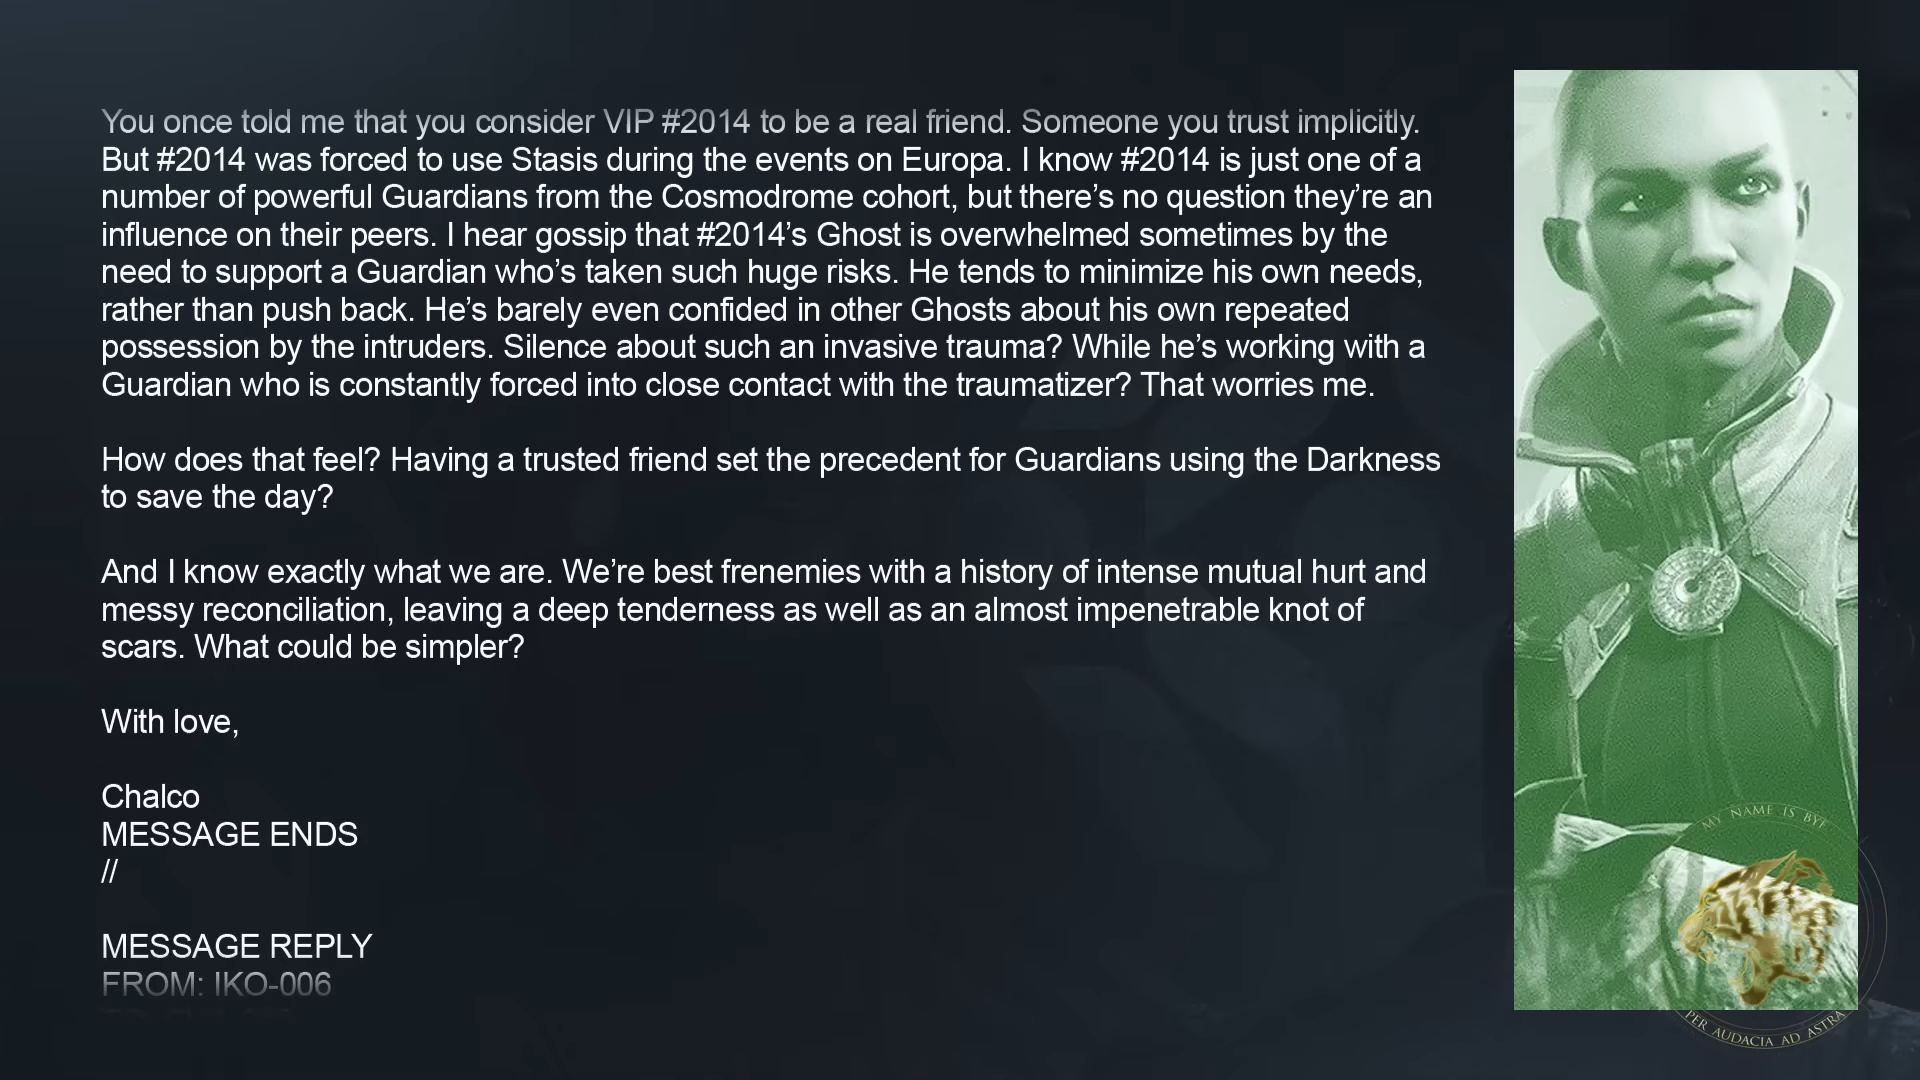 You once told me that you consider VIP #2014 to be a real friend. Someone you trust implicitly.
But #2014 was forced to use Stasis during the events on Europa. I know #2014 is just one of a
number of powerful Guardians from the Cosmodrome cohort, but there’s no question they’re an
influence on their peers. I hear gossip that #2014’s Ghost is overwhelmed sometimes by the
need to support a Guardian who’s taken such huge risks. He tends to minimize his own needs,
rather than push back. He’s barely even confided in other Ghosts about his own repeated
possession by the intruders. Silence about such an invasive trauma? While he’s working with a
Guardian who is constantly forced into close contact with the traumatizer? That worries me.
How does that feel? Having a trusted friend set the precedent for Guardians using the Darkness
to save the day?
And I know exactly what we are. We’re best frenemies with a history of intense mutual hurt and
messy reconciliation, leaving a deep tenderness as well as an almost impenetrable knot of
scars. What could be simpler?
With love,
Chalco
MESSAGE ENDS
//
MESSAGE REPLY
FROM: IKO-006
MY NAME IS BYF
PER AUDACIA AD ASTRA